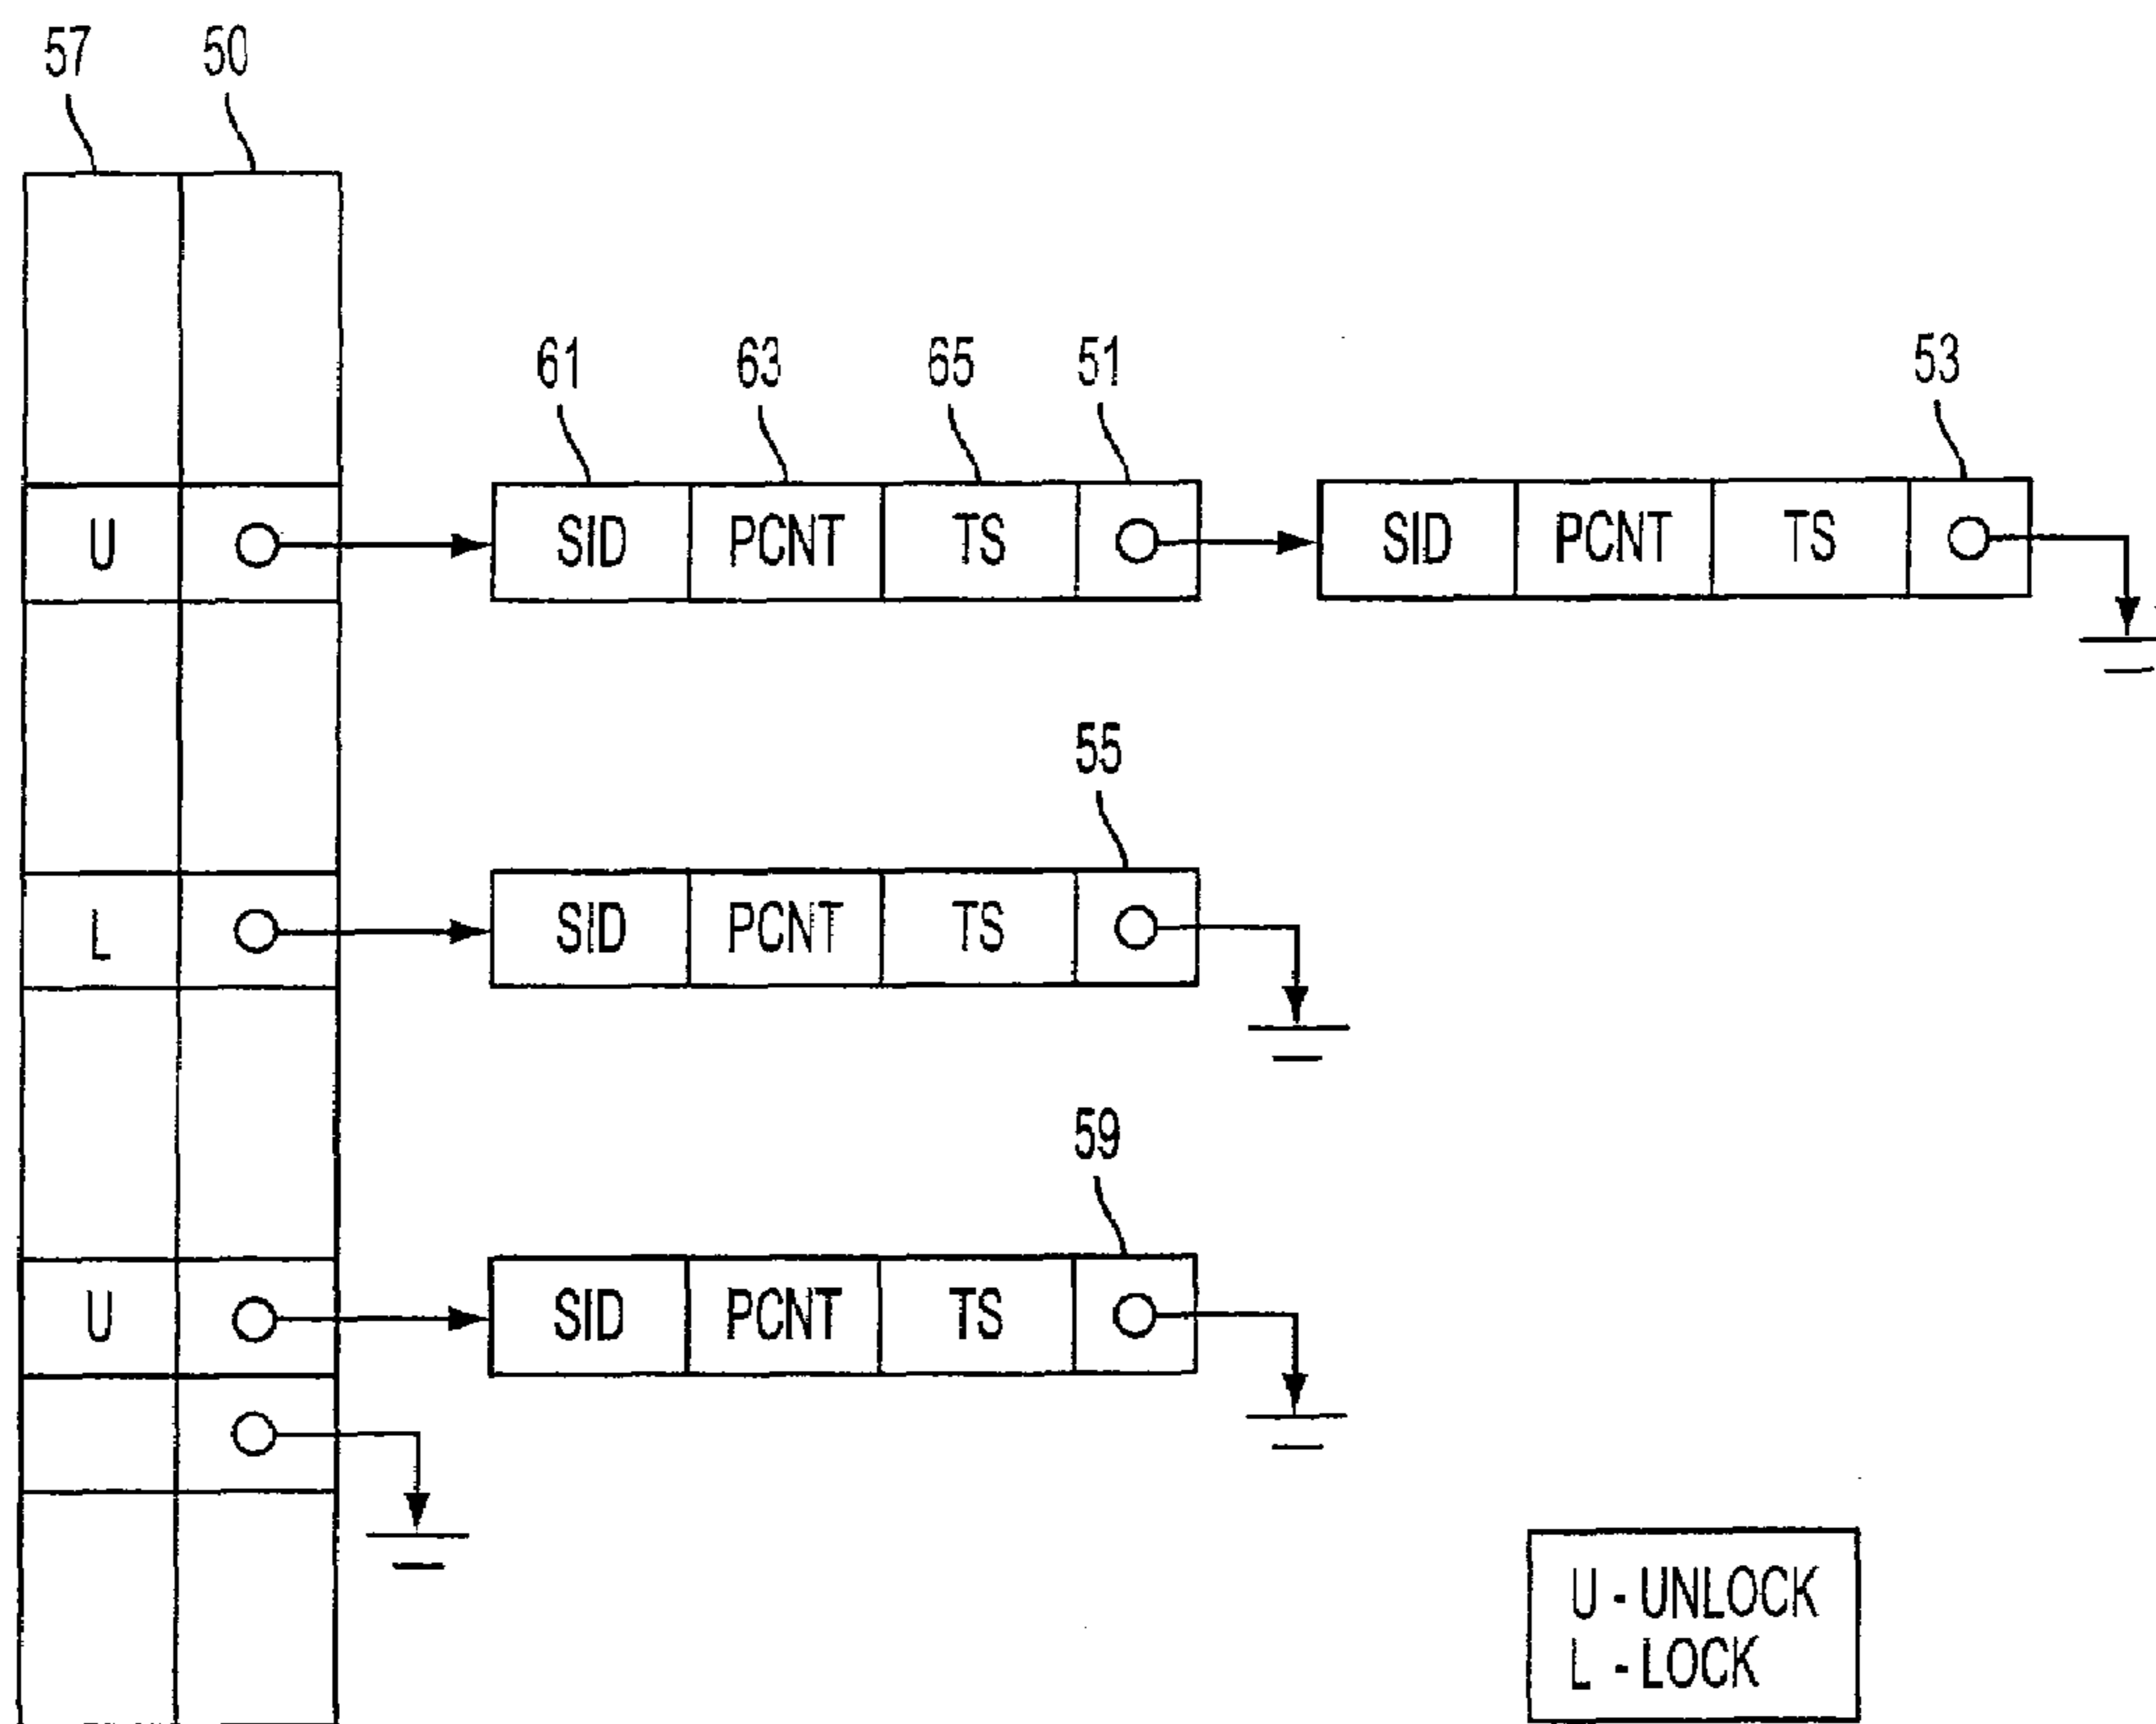 57 50
61 63 65 51 53
U SID PCNT TS SID PCNT TS
55
L SID PCNT TS
59
U SID PCNT TS
U - UNLOCK
L - LOCK